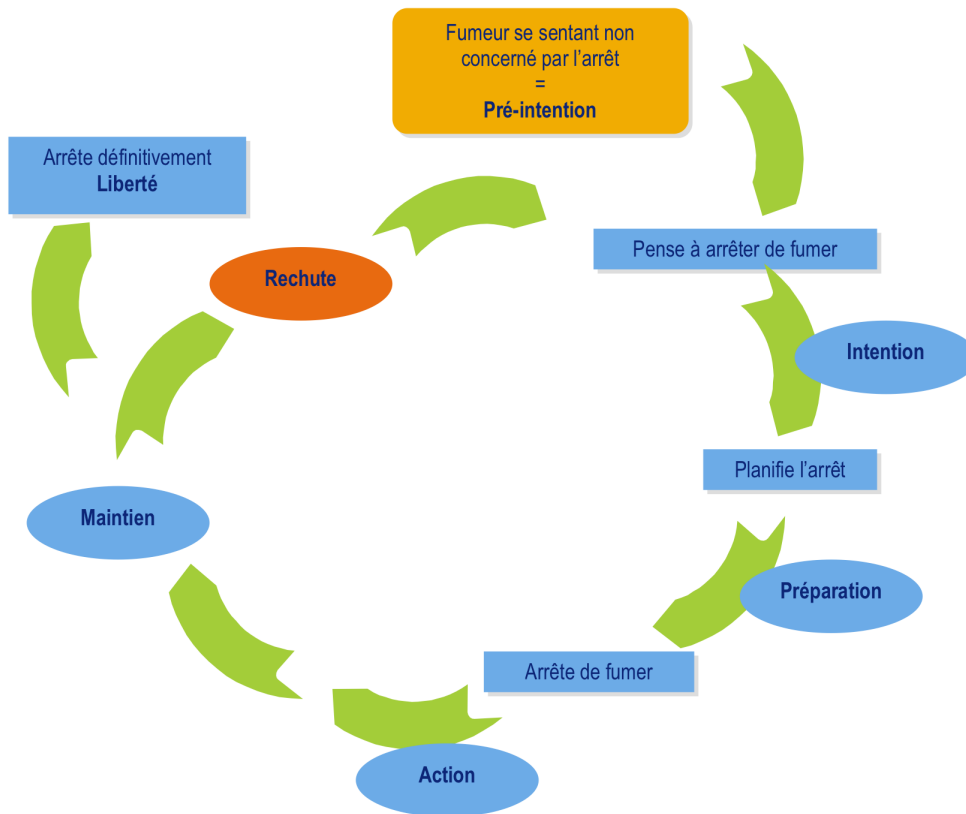 Fumeur se sentant non
concerné par l'arrêt
=
Pré-intention
Arrête définitivement
Liberté
Pense à arrêter de fumer
Rechute
Intention
Planifie l'arrêt
Maintien
Préparation
Arrête de fumer
Action